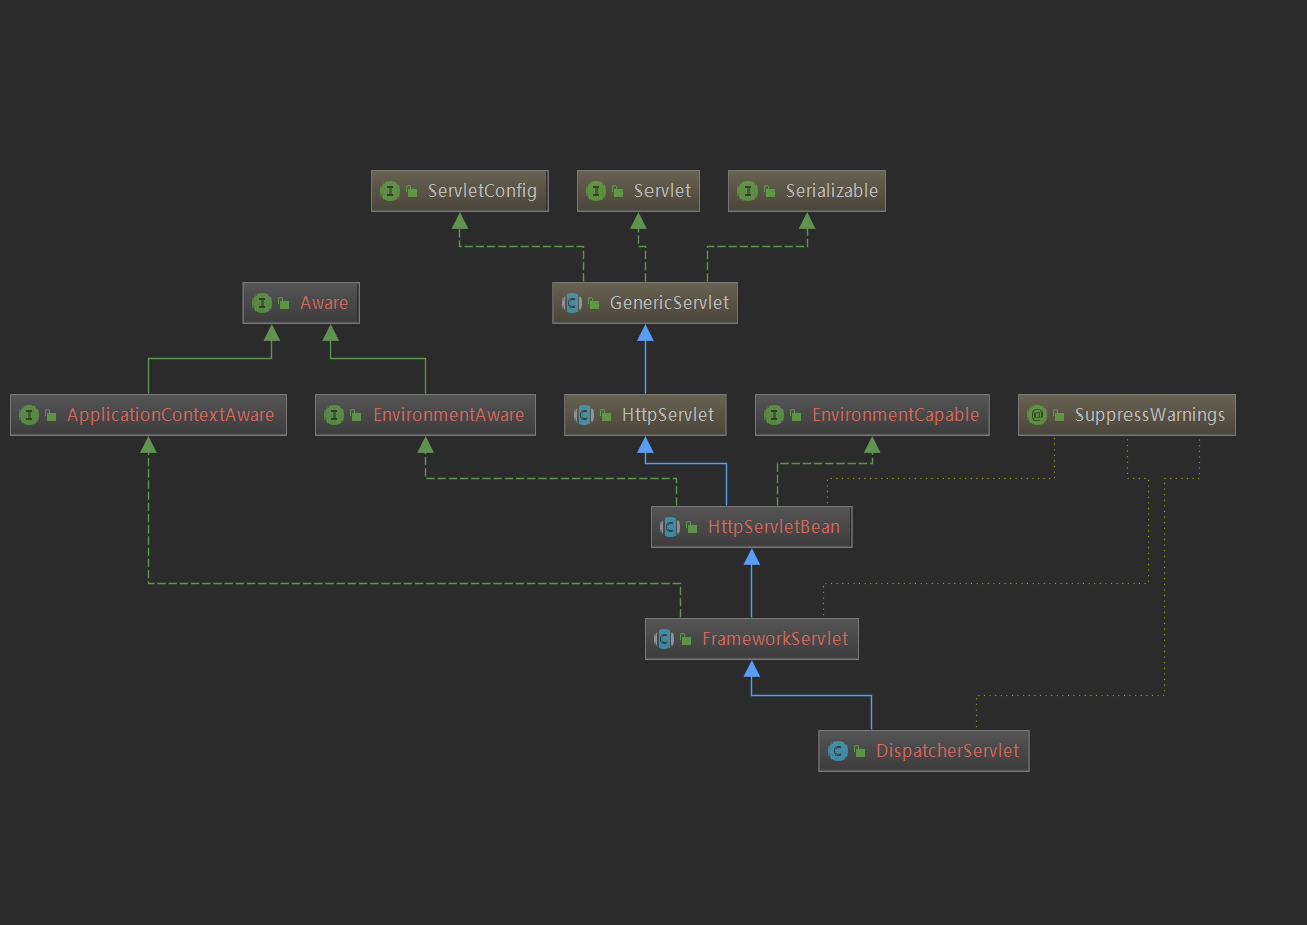 ServletConfig
Servlet
Serializable
Aware
GenericServlet
ApplicationContextAware
EnvironmentAware
HttpServlet
EnvironmentCapable
SuppressWarnings
HttpServletBean
FrameworkServlet
DispatcherServlet